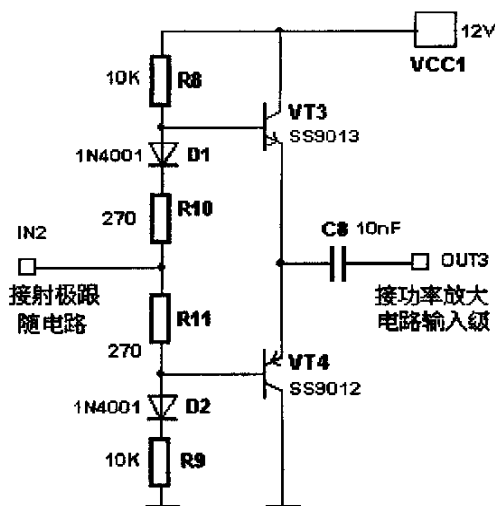 12V
VCC1
10K R8
VT3
SS9013
1N4001 D1
270 R10
IN2
C8 10nF
OUT3
接射极跟
随电路
接功率放大
电路输入级
R11
270
VT4
SS9012
1N4001 D2
10K R9